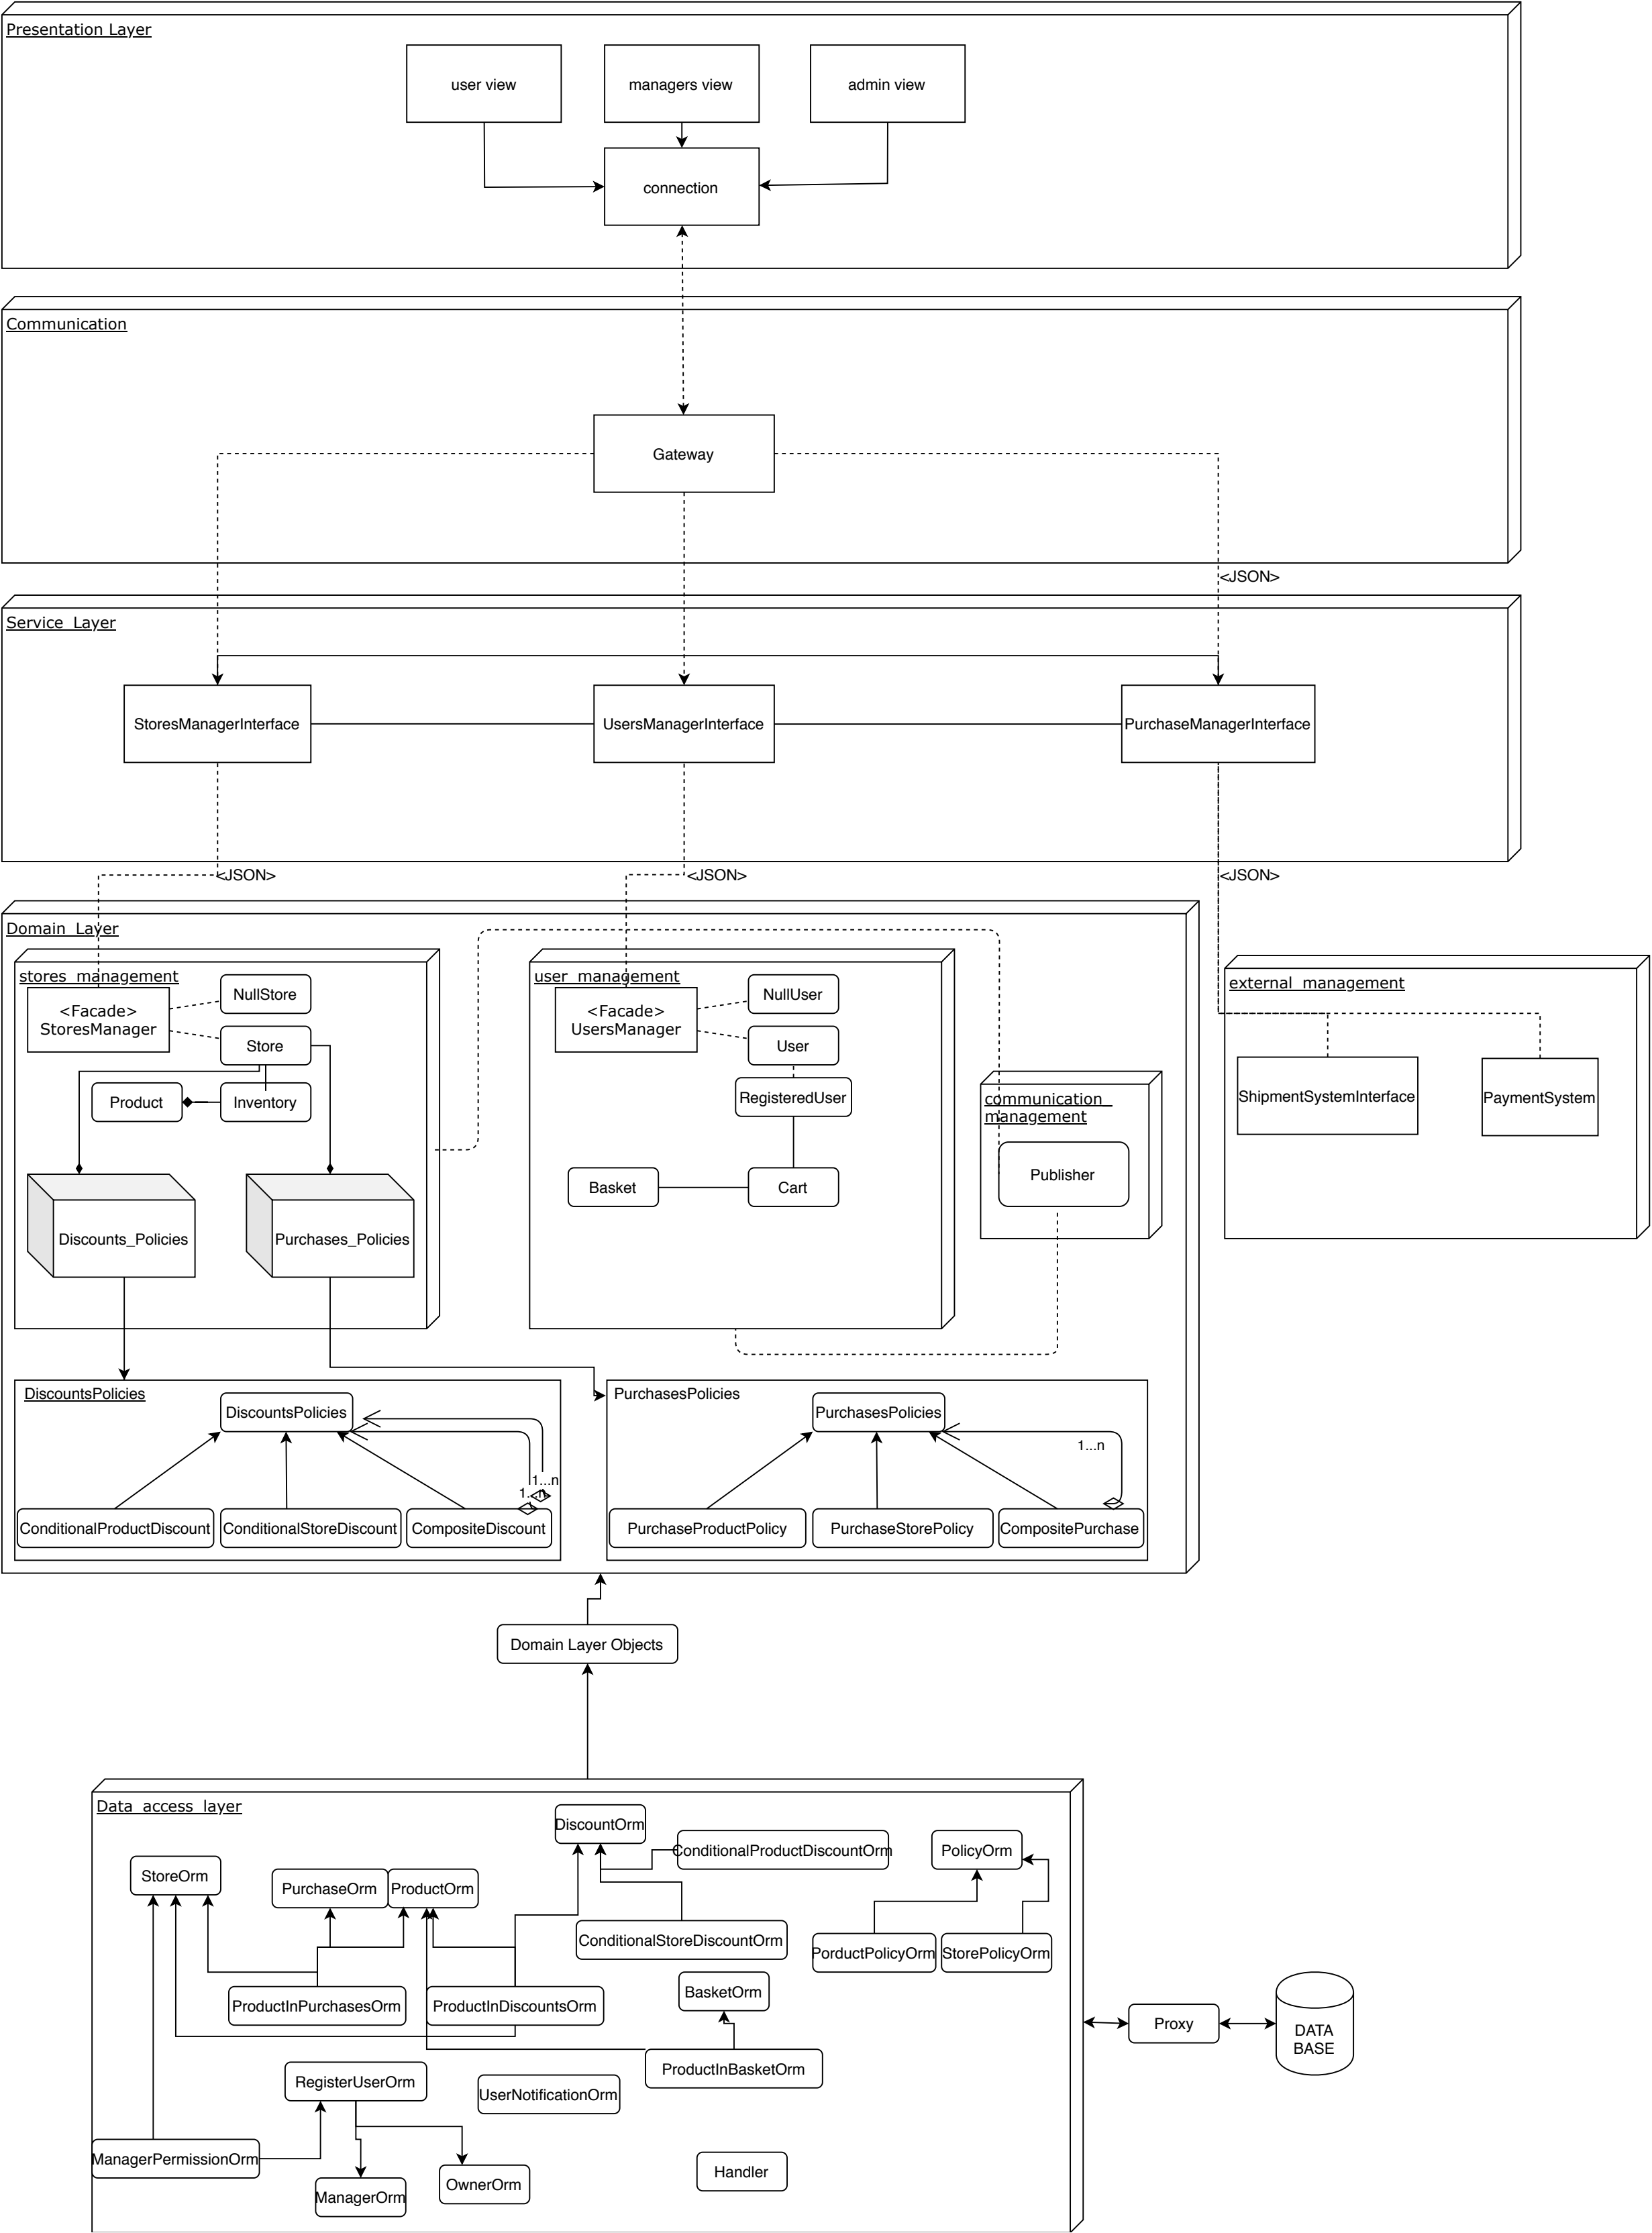 Presentation Layer
user view
managers view
admin view
connection
Communication
Gateway
<JSON>
Service_Layer
StoresManagerInterface
UsersManagerInterface
PurchaseManagerInterface
<JSON>
<JSON>
<JSON>
Domain_Layer
stores_management
<Facade>
StoresManager
NullStore
Store
Product
Inventory
Discounts_Policies
Purchases_Policies
user_management
<Facade>
UsersManager
NullUser
User
RegisteredUser
Basket
Cart
communication_
management
Publisher
external_management
ShipmentSystemInterface
PaymentSystem
DiscountsPolicies
DiscountsPolicies
1...n
1...n
ConditionalProductDiscount
ConditionalStoreDiscount
CompositeDiscount
PurchasesPolicies
PurchasesPolicies
1...n
PurchaseProductPolicy
PurchaseStorePolicy
CompositePurchase
Domain Layer Objects
Data_access_layer
DiscountOrm
ConditionalProductDiscountOrm
PolicyOrm
StoreOrm
PurchaseOrm
ProductOrm
ConditionalStoreDiscountOrm
PorductPolicyOrm
StorePolicyOrm
ProductInPurchasesOrm
ProductInDiscountsOrm
BasketOrm
Proxy
DATA
BASE
ProductInBasketOrm
RegisterUserOrm
UserNotificationOrm
ManagerPermissionOrm
ManagerOrm
OwnerOrm
Handler